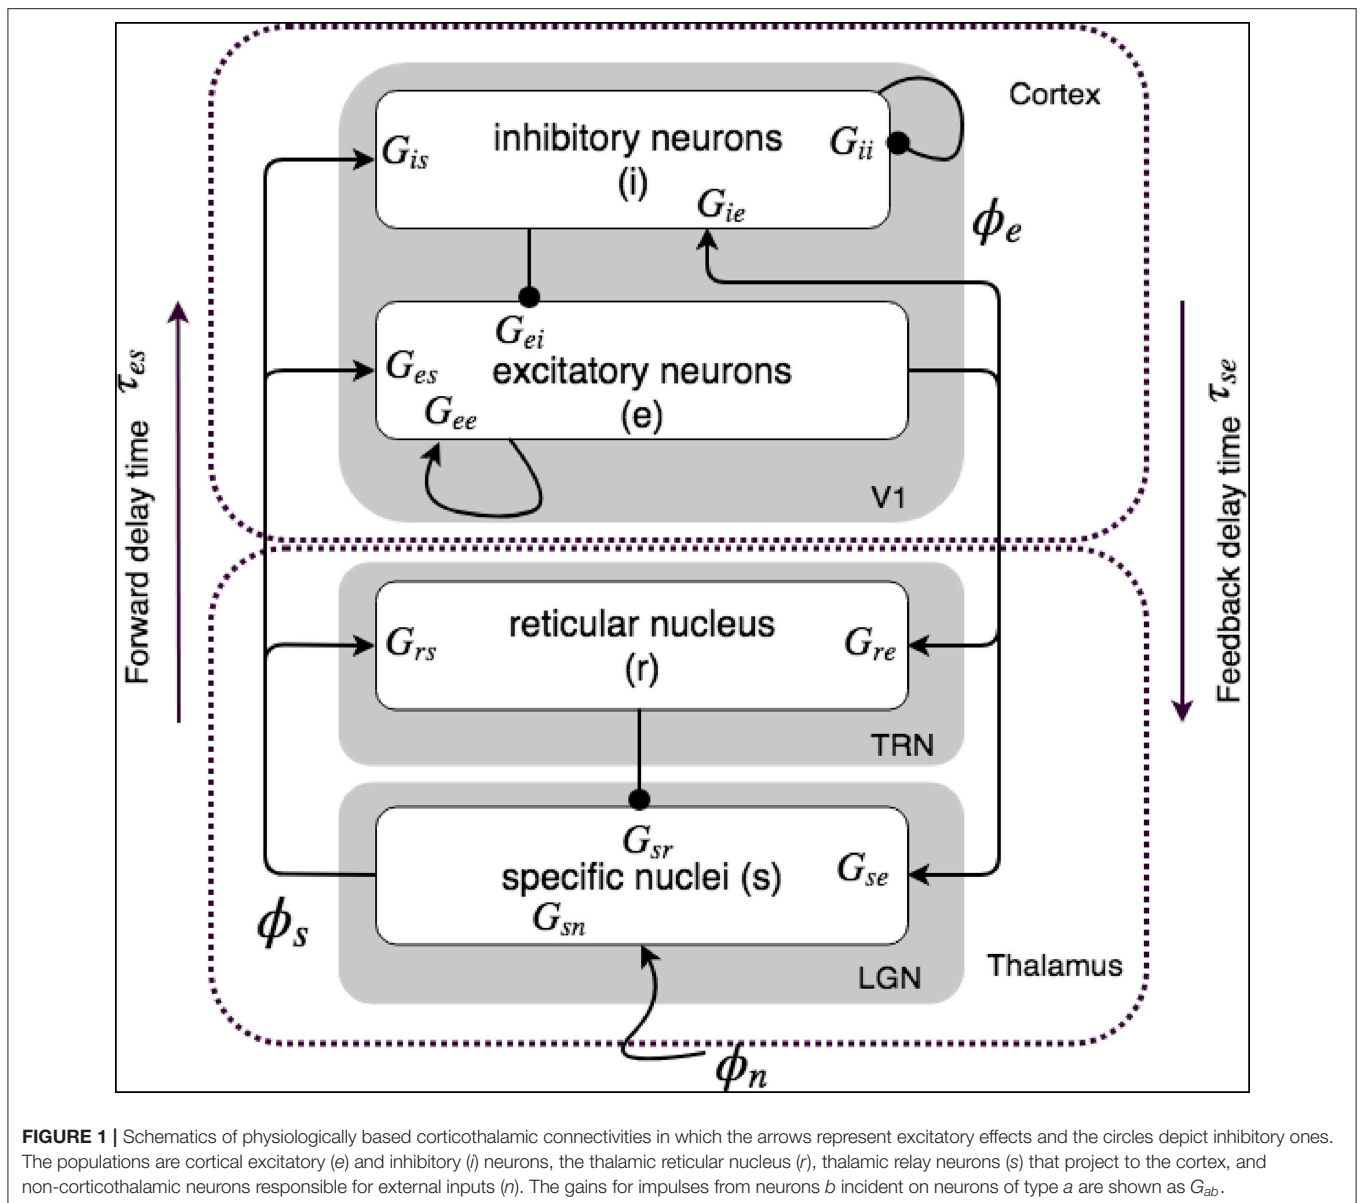 Cortex
inhibitory neurons
(i)
G_is
G_ii
G_ie
ϕ_e
G_ei
G_es
excitatory neurons
(e)
G_ee
V1
Forward delay time τ_es
Feedback delay time τ_se
reticular nucleus
(r)
G_rs
G_re
TRN
G_sr
specific nuclei (s)
G_se
G_sn
ϕ_s
LGN
Thalamus
ϕ_n
FIGURE 1 | Schematics of physiologically based corticothalamic connectivities in which the arrows represent excitatory effects and the circles depict inhibitory ones.
The populations are cortical excitatory (e) and inhibitory (i) neurons, the thalamic reticular nucleus (r), thalamic relay neurons (s) that project to the cortex, and
non-corticothalamic neurons responsible for external inputs (n). The gains for impulses from neurons b incident on neurons of type a are shown as G_ab.